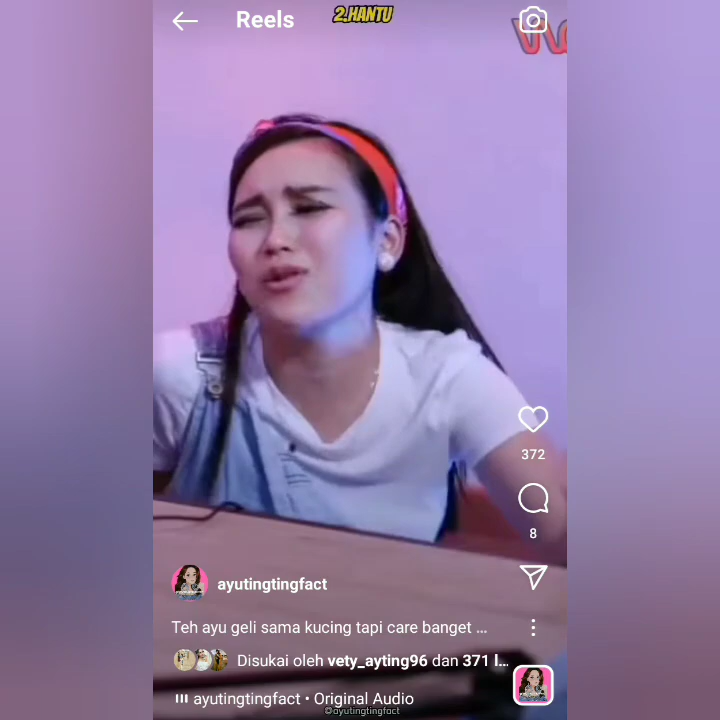 Reels
2.HANTU
372
8
ayutingtingfact
Teh ayu geli sama kucing tapi care banget ...
Disukai oleh vety_ayting96 dan 371 l...
ayutingtingfact • Original Audio
@ayutingtingfact